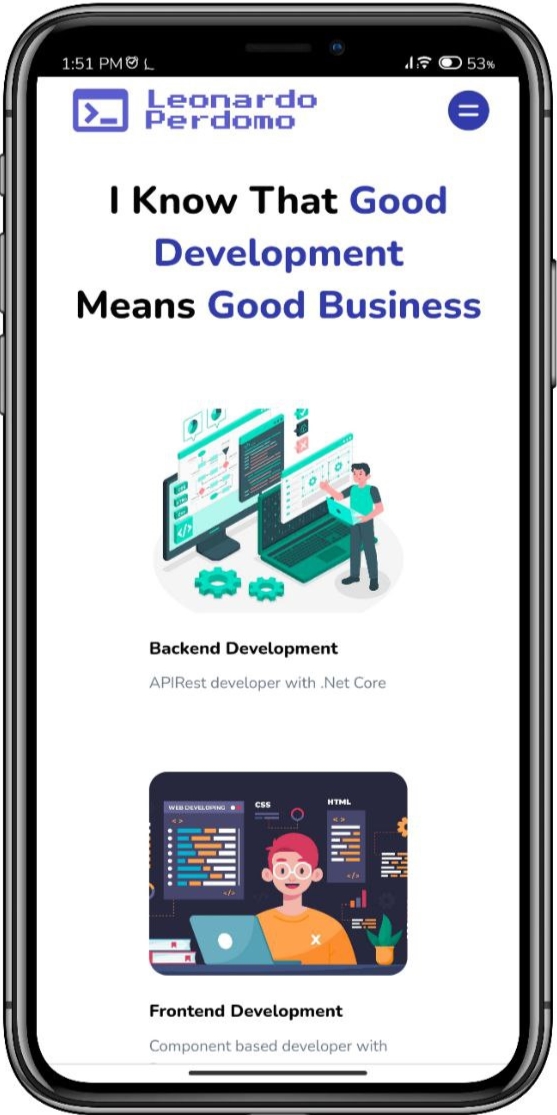 1:51 PM
53%
Leonardo
Perdomo
I Know That Good
Development
Means Good Business
Backend Development
APIRest developer with .Net Core
WEB DEVELOPING
CSS
HTML
< >
< >
</>
</>
</>
Frontend Development
Component based developer with